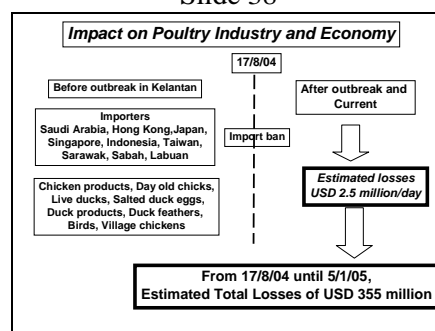 Slide 38
Impact on Poultry Industry and Economy
17/8/04
Before outbreak in Kelantan
Importers
Saudi Arabia, Hong Kong,Japan,
Singapore, Indonesia, Taiwan,
Sarawak, Sabah, Labuan
Chicken products, Day old chicks,
Live ducks, Salted duck eggs,
Duck products, Duck feathers,
Birds, Village chickens
Import ban
After outbreak and
Current
Estimated losses
USD 2.5 million/day
From 17/8/04 until 5/1/05,
Estimated Total Losses of USD 355 million